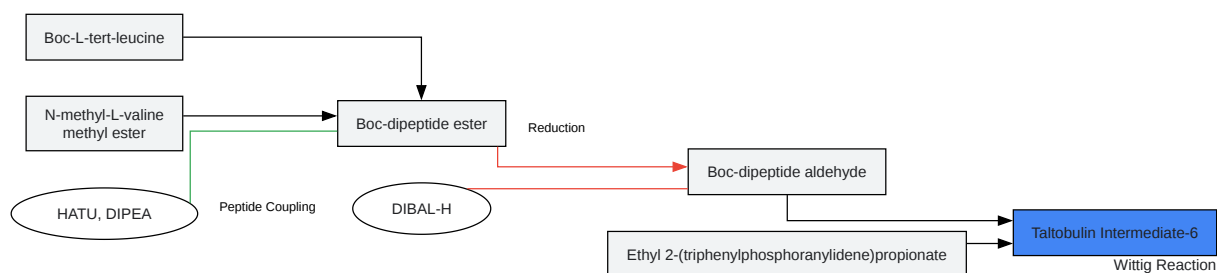 Boc-L-tert-leucine
N-methyl-L-valine
methyl ester
Boc-dipeptide ester
Reduction
Boc-dipeptide aldehyde
HATU, DIPEA
Peptide Coupling
DIBAL-H
Taltobulin Intermediate-6
Ethyl 2-(triphenylphosphoranylidene)propionate
Wittig Reaction